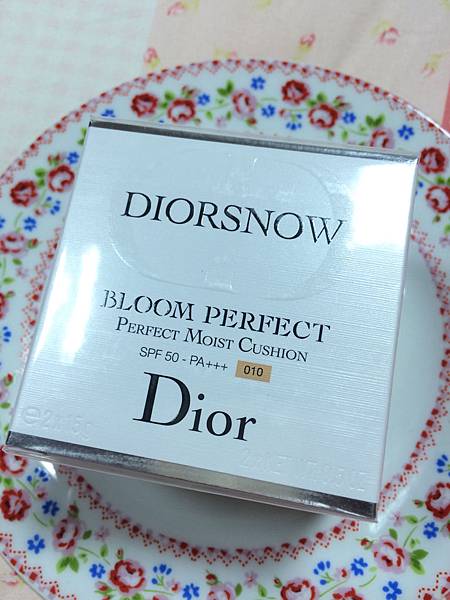 DIORSNOW
BLOOM PERFECT
PERFECT MOIST CUSHION
SPF 50 - PA+++ 010
Dior